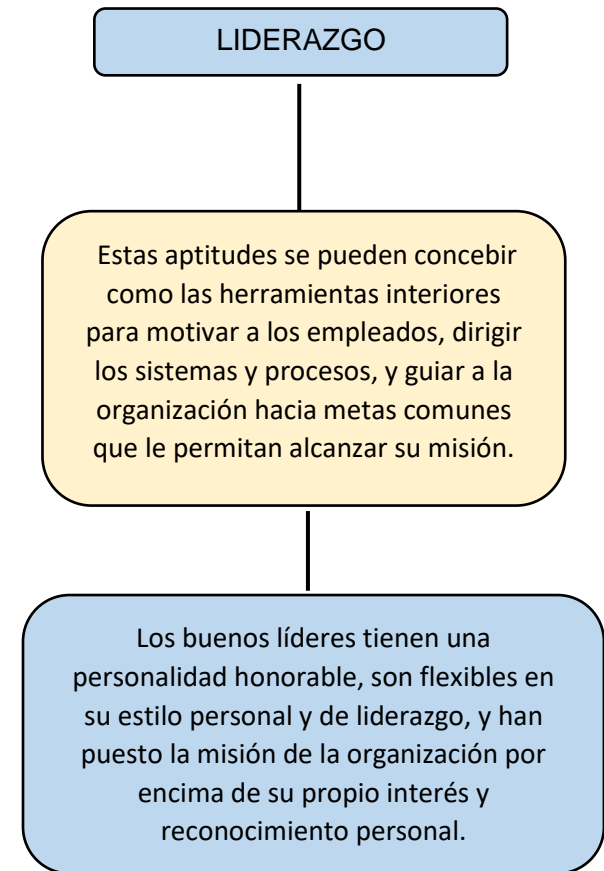 LIDERAZGO
Estas aptitudes se pueden concebir
como las herramientas interiores
para motivar a los empleados, dirigir
los sistemas y procesos, y guiar a la
organización hacia metas comunes
que le permitan alcanzar su misión.
Los buenos líderes tienen una
personalidad honorable, son flexibles en
su estilo personal y de liderazgo, y han
puesto la misión de la organización por
encima de su propio interés y
reconocimiento personal.